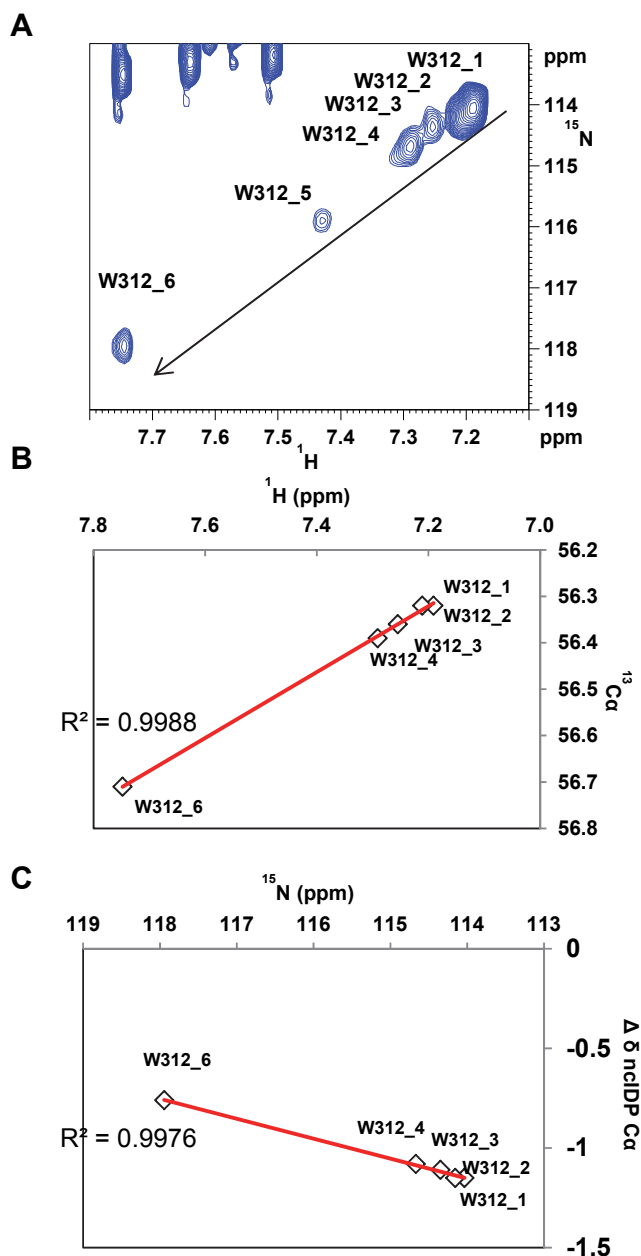 A
W312_1
W312_2
W312_3
W312_4
W312_5
W312_6
ppm
114
15N
115
116
117
118
119
7.7 7.6 7.5 7.4 7.3 7.2 ppm
1H
B
1H (ppm)
7.8 7.6 7.4 7.2 7.0
56.2
56.3
56.4
56.5
56.6
56.7
56.8
13Cα
W312_1
W312_2
W312_3
W312_4
R² = 0.9988
W312_6
C
15N (ppm)
119 118 117 116 115 114 113
0
-0.5
-1
-1.5
Δ δ ncIDP Cα
W312_6
R² = 0.9976
W312_4
W312_3
W312_2
W312_1